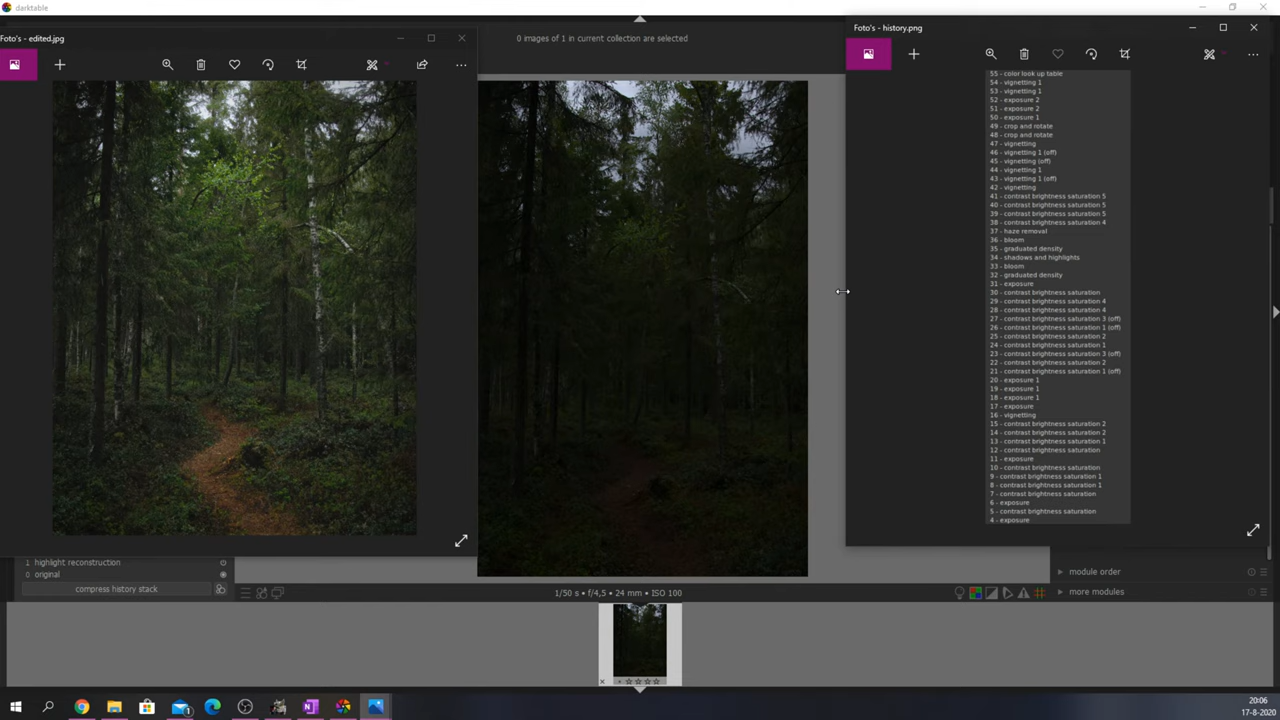 darktable
Foto's - edited.jpg
0 images of 1 in current collection are selected
Foto's - history.png
55 - color look up table
54 - vignetting 1
53 - vignetting 1
52 - exposure 2
51 - exposure 2
50 - exposure 1
49 - crop and rotate
48 - crop and rotate
47 - vignetting
46 - vignetting 1 (off)
45 - vignetting (off)
44 - vignetting 1
43 - vignetting 1 (off)
42 - vignetting
41 - contrast brightness saturation 5
40 - contrast brightness saturation 5
39 - contrast brightness saturation 5
38 - contrast brightness saturation 4
37 - haze removal
36 - bloom
35 - graduated density
34 - shadows and highlights
33 - bloom
32 - graduated density
31 - exposure
30 - contrast brightness saturation
29 - contrast brightness saturation 4
28 - contrast brightness saturation 4
27 - contrast brightness saturation 3 (off)
26 - contrast brightness saturation 1 (off)
25 - contrast brightness saturation 2
24 - contrast brightness saturation 1
23 - contrast brightness saturation 3 (off)
22 - contrast brightness saturation 2
21 - contrast brightness saturation 1 (off)
20 - exposure 1
19 - exposure 1
18 - exposure 1
17 - exposure
16 - vignetting
15 - contrast brightness saturation 2
14 - contrast brightness saturation 2
13 - contrast brightness saturation 1
12 - contrast brightness saturation
11 - exposure
10 - contrast brightness saturation
9 - contrast brightness saturation 1
8 - contrast brightness saturation 1
7 - contrast brightness saturation
6 - exposure
5 - contrast brightness saturation
4 - exposure
1 highlight reconstruction
0 original
compress history stack
1/50 s • f/4,5 • 24 mm • ISO 100
module order
more modules
20:06
17-8-2020